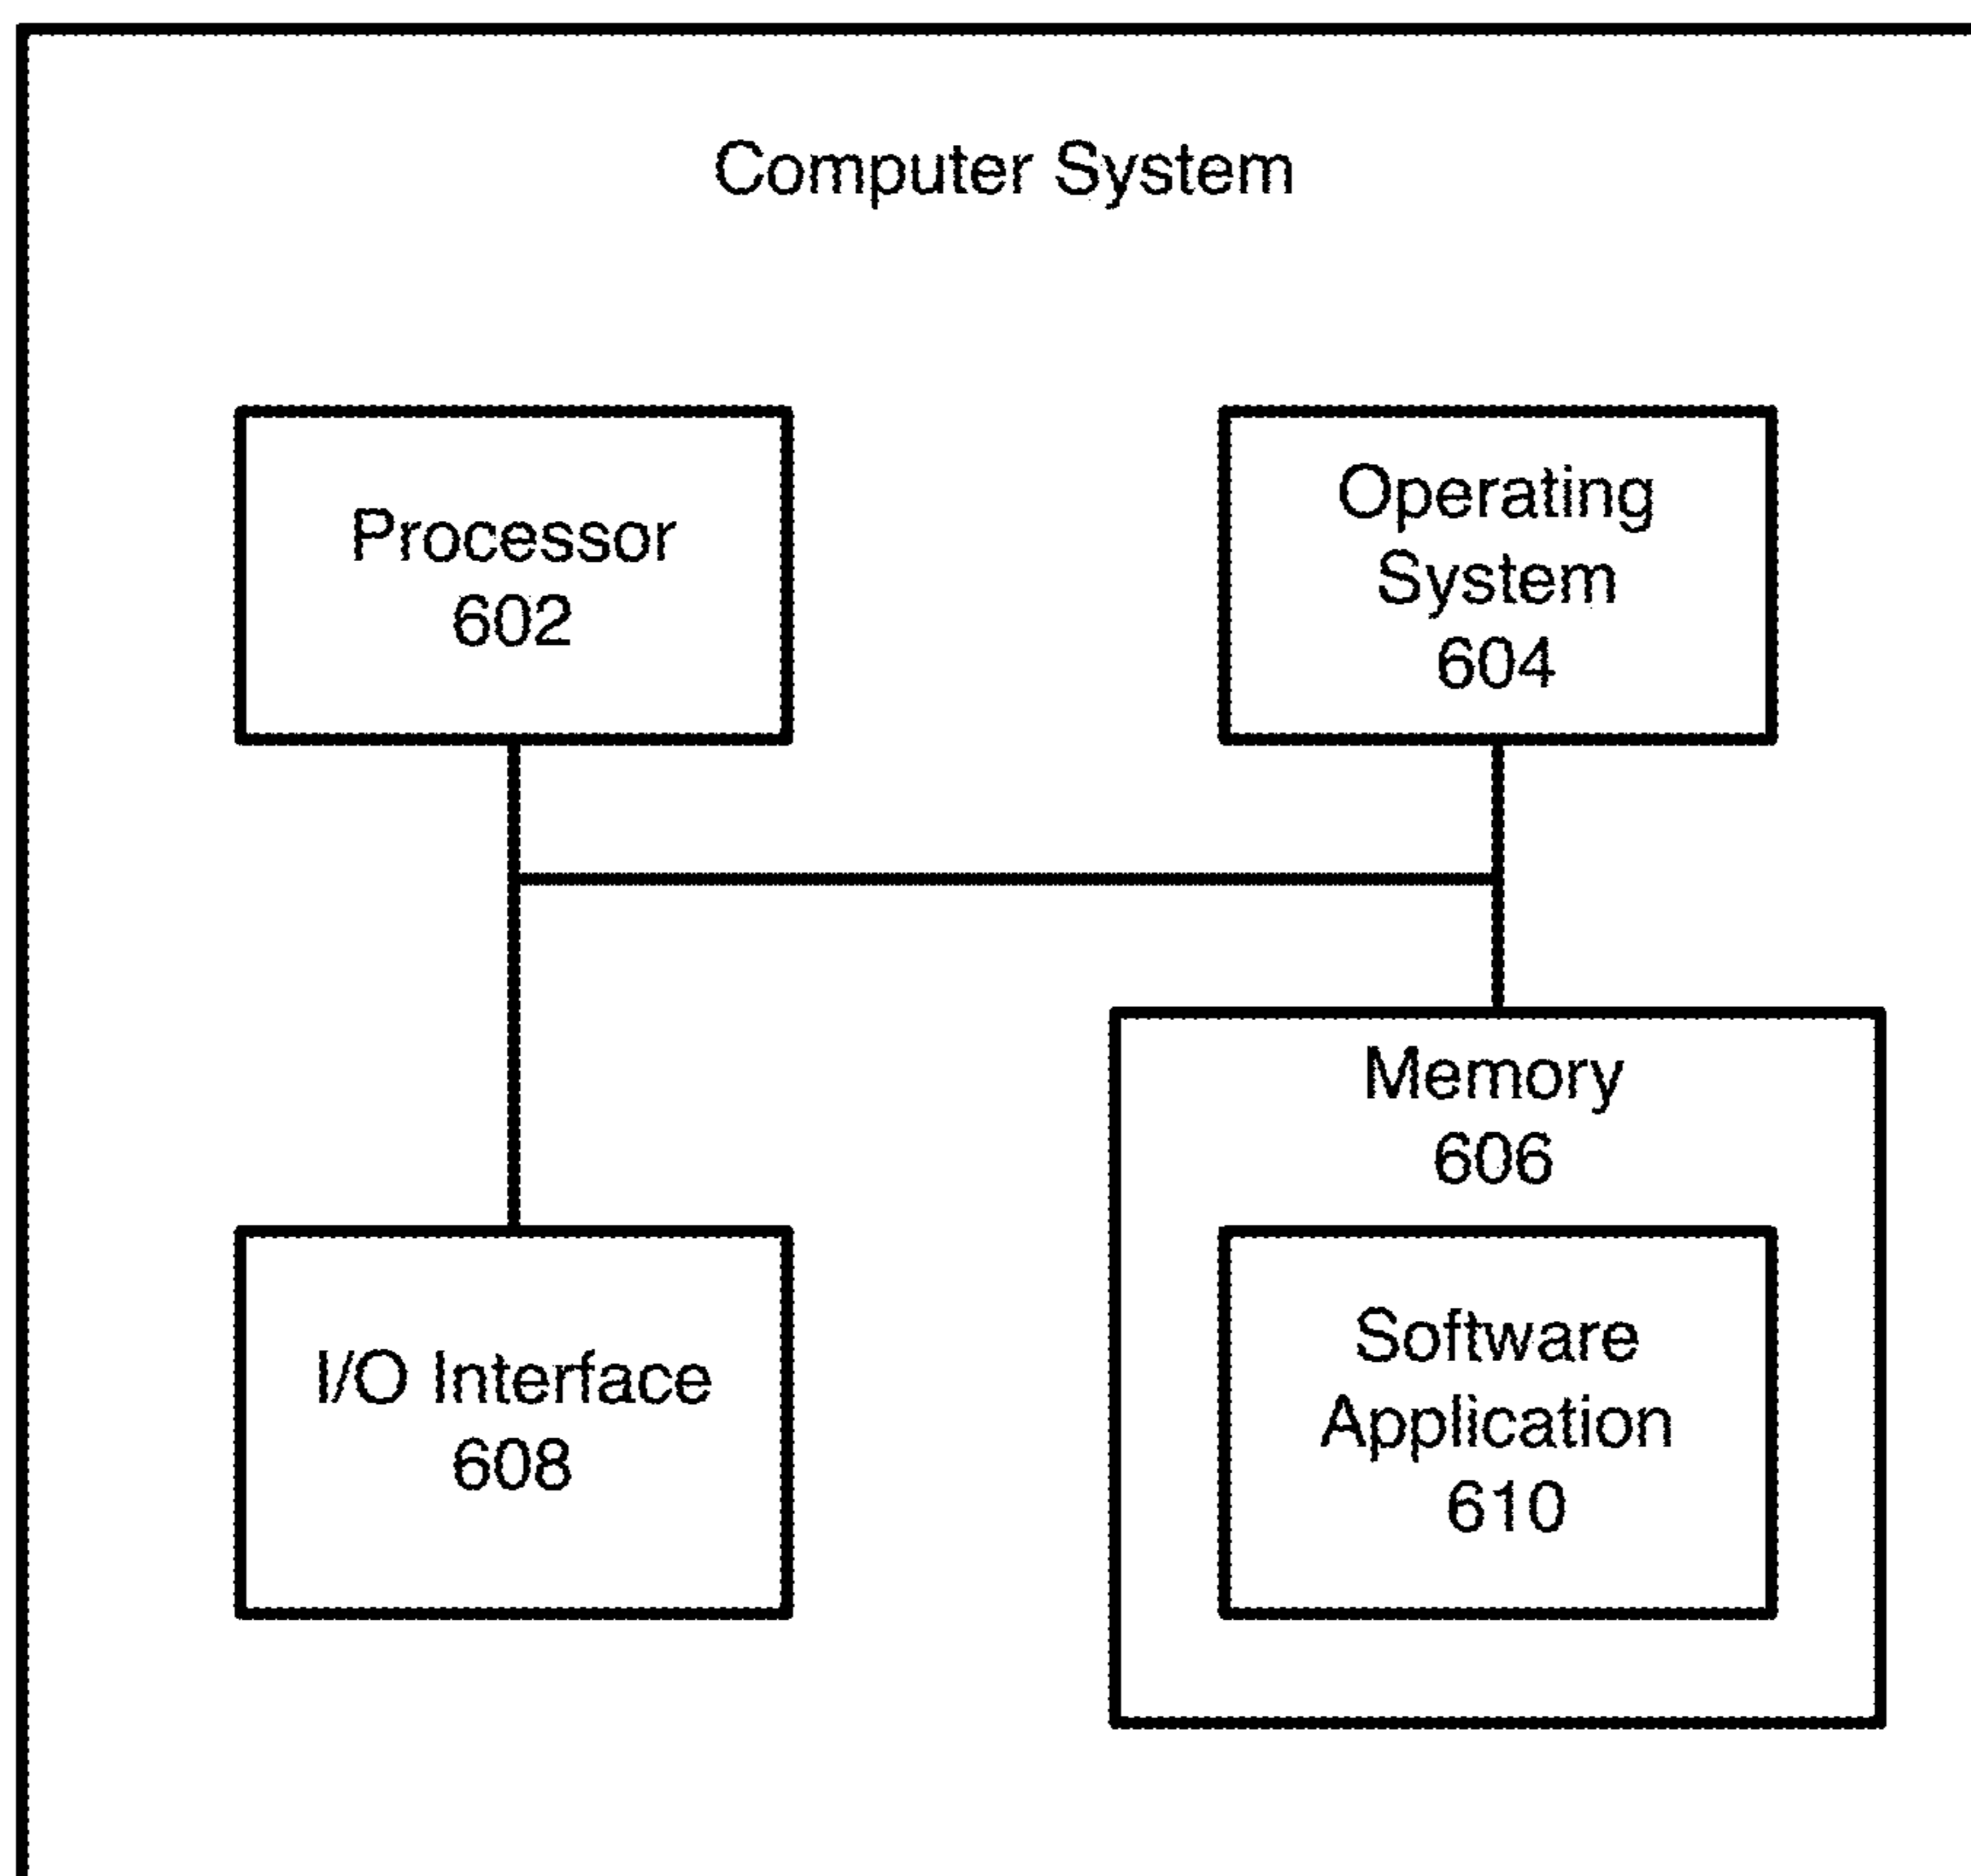 Computer System
Processor
602
Operating
System
604
Memory
606
I/O Interface
608
Software
Application
610